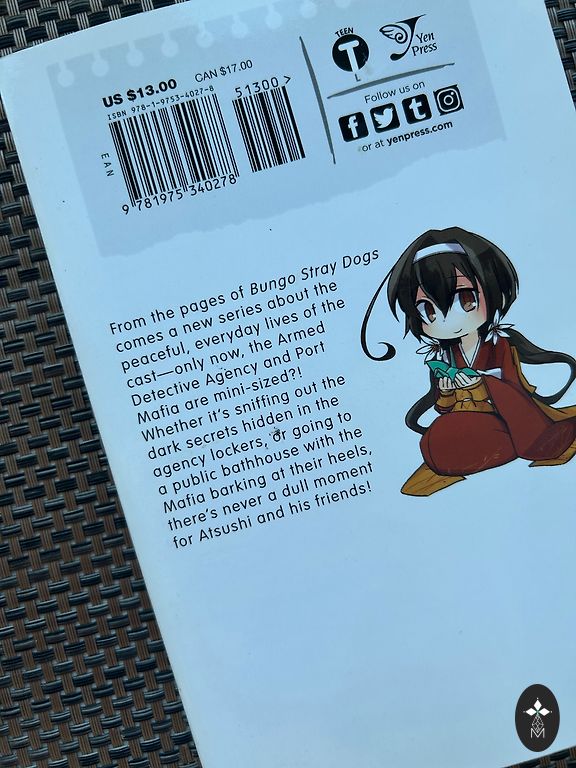 US $13.00 CAN $17.00
ISBN 978-1-9753-4027-8
51300 >
EAN
9 781975 340278
TEEN
T
L
Yen
Press
Follow us on
or at yenpress.com
From the pages of Bungo Stray Dogs
comes a new series about the
peaceful, everyday lives of the
cast—only now, the Armed
Detective Agency and Port
Mafia are mini-sized?!
Whether it's sniffing out the
dark secrets hidden in the
agency lockers, or going to
a public bathhouse with the
Mafia barking at their heels,
there's never a dull moment
for Atsushi and his friends!
M